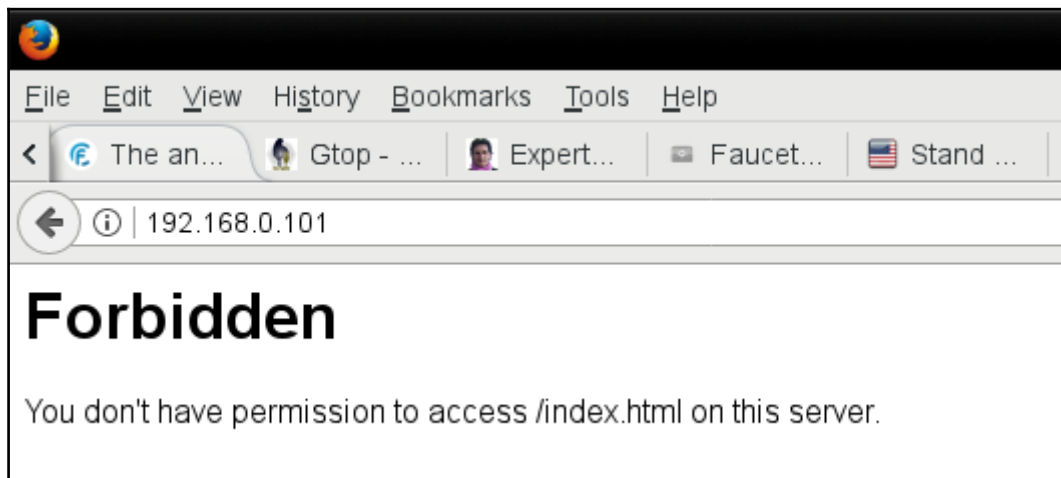 File Edit View History Bookmarks Tools Help
The an... Gtop - ... Expert... Faucet... Stand ...
192.168.0.101
Forbidden
You don't have permission to access /index.html on this server.